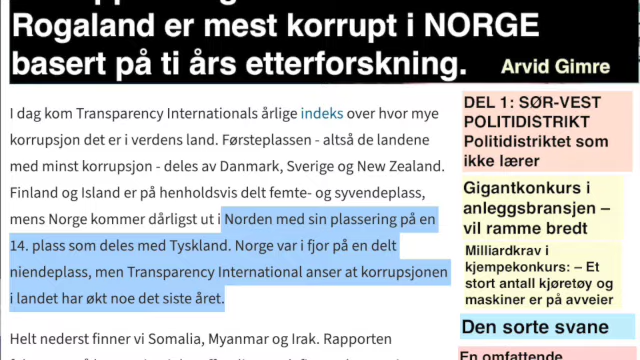 Rogaland er mest korrupt i NORGE
basert på ti års etterforskning.
Arvid Gimre
I dag kom Transparency Internationals årlige indeks over hvor mye
korrupsjon det er i verdens land. Førsteplassen - altså de landene
med minst korrupsjon - deles av Danmark, Sverige og New Zealand.
Finland og Island er på henholdsvis delt femte- og syvendeplass,
mens Norge kommer dårligst ut i Norden med sin plassering på en
14. plass som deles med Tyskland. Norge var i fjor på en delt
niendeplass, men Transparency International anser at korrupsjonen
i landet har økt noe det siste året.
Helt nederst finner vi Somalia, Myanmar og Irak. Rapporten
DEL 1: SØR-VEST
POLITIDISTRIKT
Politidistriktet som
ikke lærer
Gigantkonkurs i
anleggsbransjen –
vil ramme bredt
Milliardkrav i
kjempekonkurs: – Et
stort antall kjøretøy og
maskiner er på avveier
Den sorte svane
En omfattende